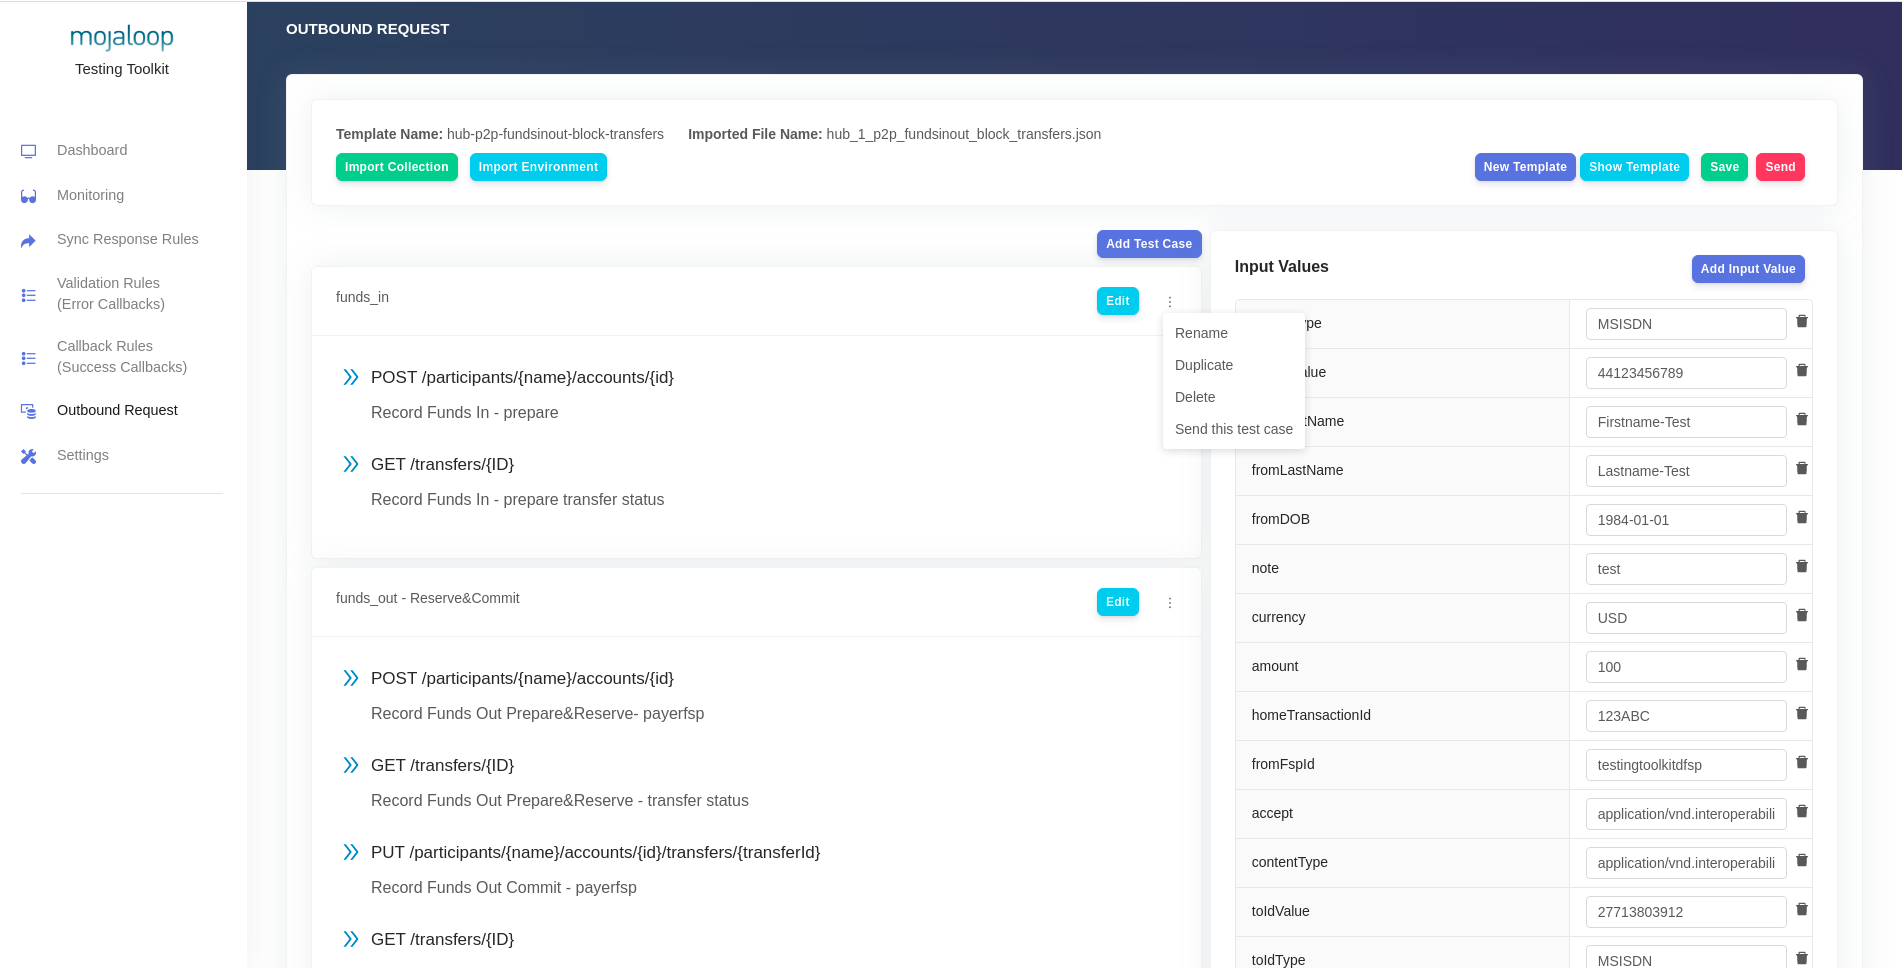 mojaloop
Testing Toolkit
Dashboard
Monitoring
Sync Response Rules
Validation Rules
(Error Callbacks)
Callback Rules
(Success Callbacks)
Outbound Request
Settings
OUTBOUND REQUEST
Template Name: hub-p2p-fundsinout-block-transfers Imported File Name: hub_1_p2p_fundsinout_block_transfers.json
Import Collection Import Environment New Template Show Template Save Send
Add Test Case
funds_in Edit
Rename
Duplicate
Delete
Send this test case
POST /participants/{name}/accounts/{id}
Record Funds In - prepare
GET /transfers/{ID}
Record Funds In - prepare transfer status
funds_out - Reserve&Commit Edit
POST /participants/{name}/accounts/{id}
Record Funds Out Prepare&Reserve- payerfsp
GET /transfers/{ID}
Record Funds Out Prepare&Reserve - transfer status
PUT /participants/{name}/accounts/{id}/transfers/{transferId}
Record Funds Out Commit - payerfsp
GET /transfers/{ID}
Input Values Add Input Value
MSISDN
44123456789
Firstname-Test
fromLastName Lastname-Test
fromDOB 1984-01-01
note test
currency USD
amount 100
homeTransactionId 123ABC
fromFspId testingtoolkitdfsp
accept application/vnd.interoperabili
contentType application/vnd.interoperabili
toIdValue 27713803912
toIdType MSISDN